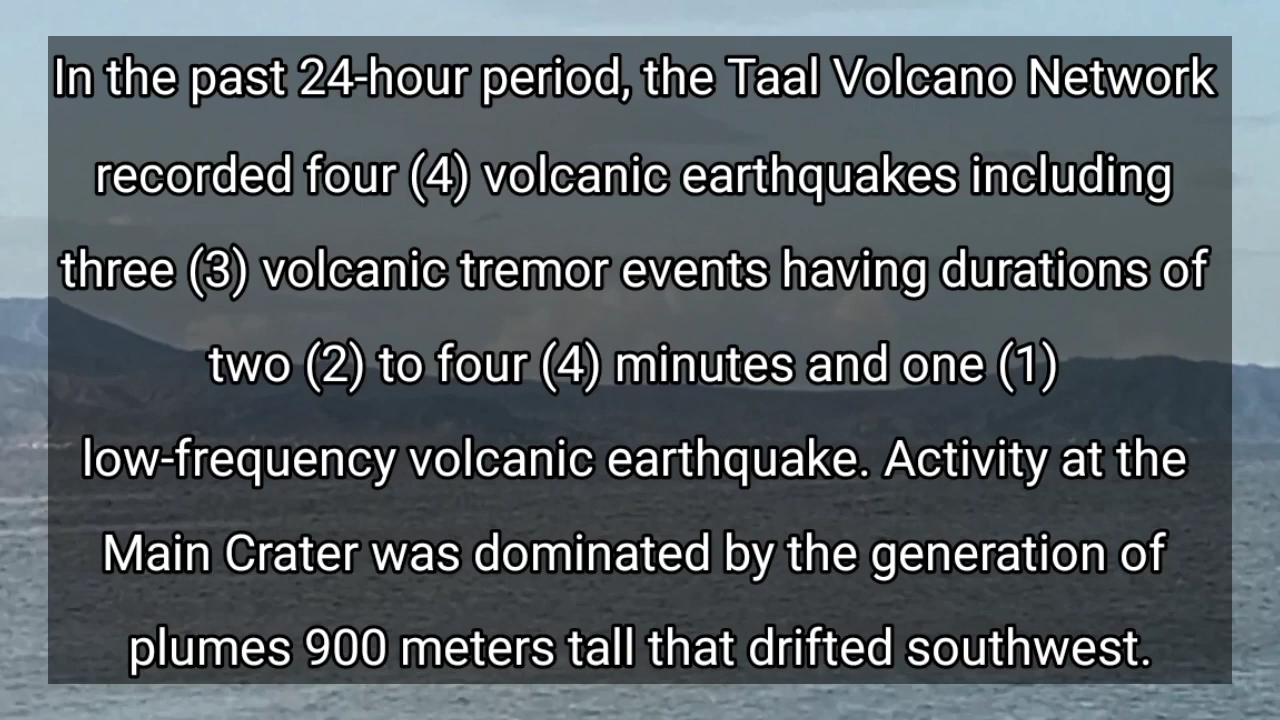 In the past 24-hour period, the Taal Volcano Network
recorded four (4) volcanic earthquakes including
three (3) volcanic tremor events having durations of
two (2) to four (4) minutes and one (1)
low-frequency volcanic earthquake. Activity at the
Main Crater was dominated by the generation of
plumes 900 meters tall that drifted southwest.